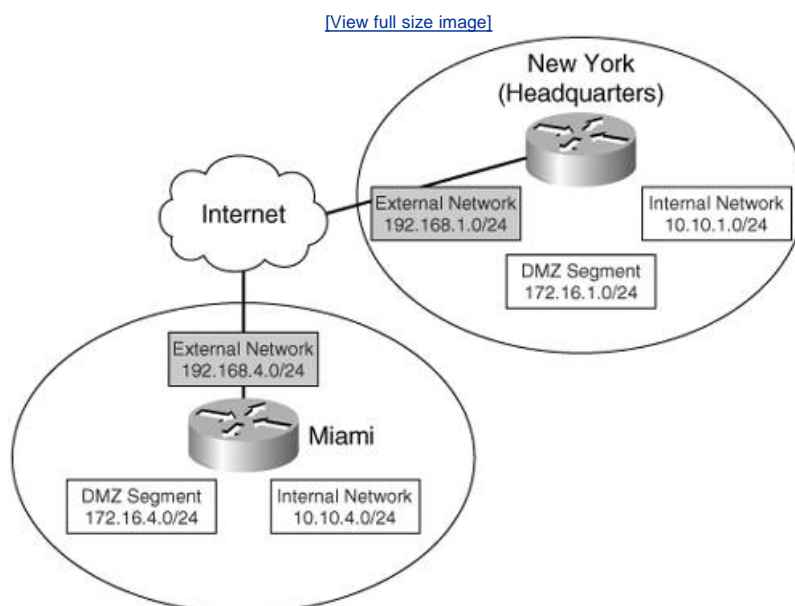 [View full size image]
New York
(Headquarters)
Internet
External Network
192.168.1.0/24
Internal Network
10.10.1.0/24
DMZ Segment
172.16.1.0/24
External Network
192.168.4.0/24
Miami
DMZ Segment
172.16.4.0/24
Internal Network
10.10.4.0/24